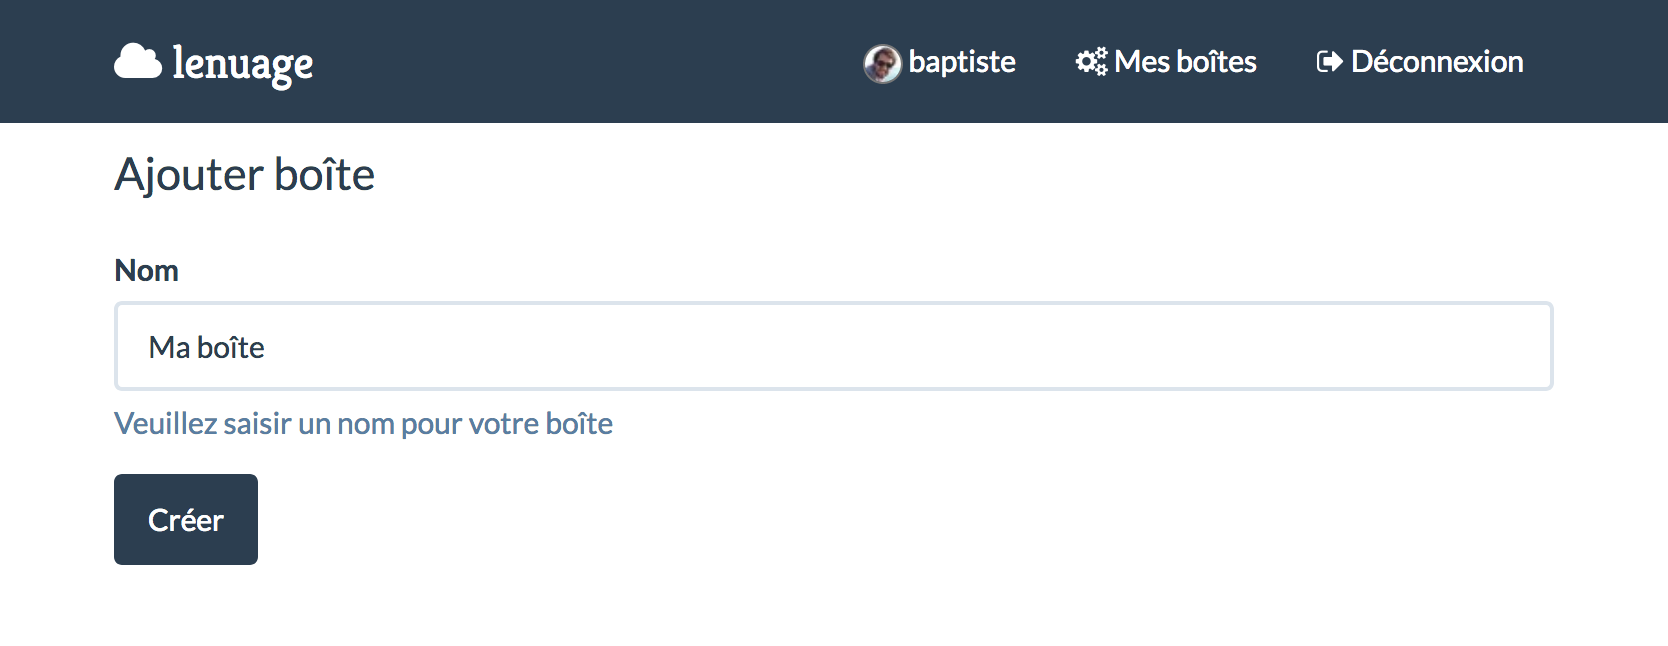 lenuage
baptiste
Mes boîtes
Déconnexion
Ajouter boîte
Nom
Ma boîte
Veuillez saisir un nom pour votre boîte
Créer